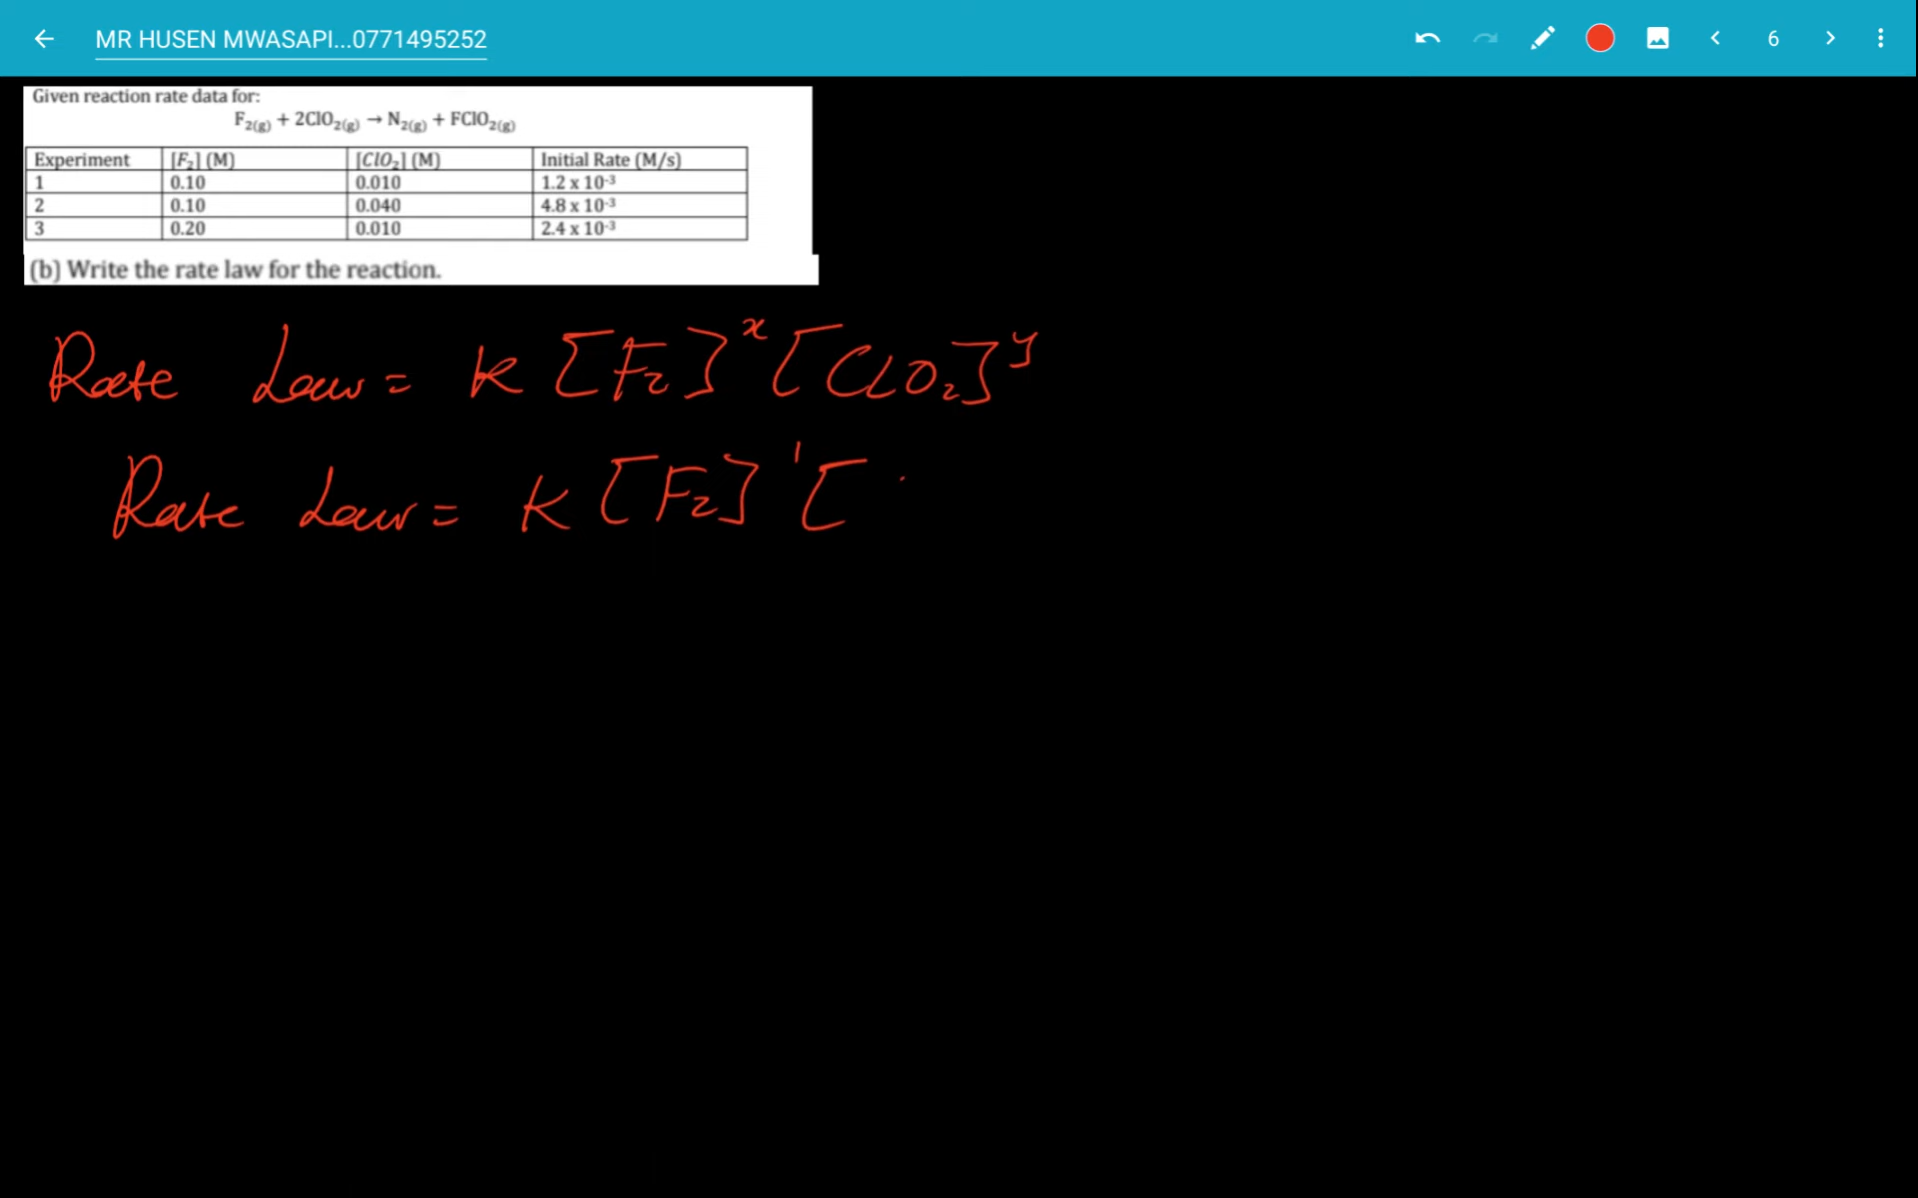 MR HUSEN MWASAPI...0771495252
6
Given reaction rate data for:
F₂(g) + 2ClO₂(g) → N₂(g) + FClO₂(g)
Experiment [F₂] (M) [ClO₂] (M) Initial Rate (M/s)
1 0.10 0.010 1.2 x 10⁻³
2 0.10 0.040 4.8 x 10⁻³
3 0.20 0.010 2.4 x 10⁻³
(b) Write the rate law for the reaction.
Rate Law = K [F₂]ˣ [ClO₂]ʸ
Rate Law = K [F₂]¹ [